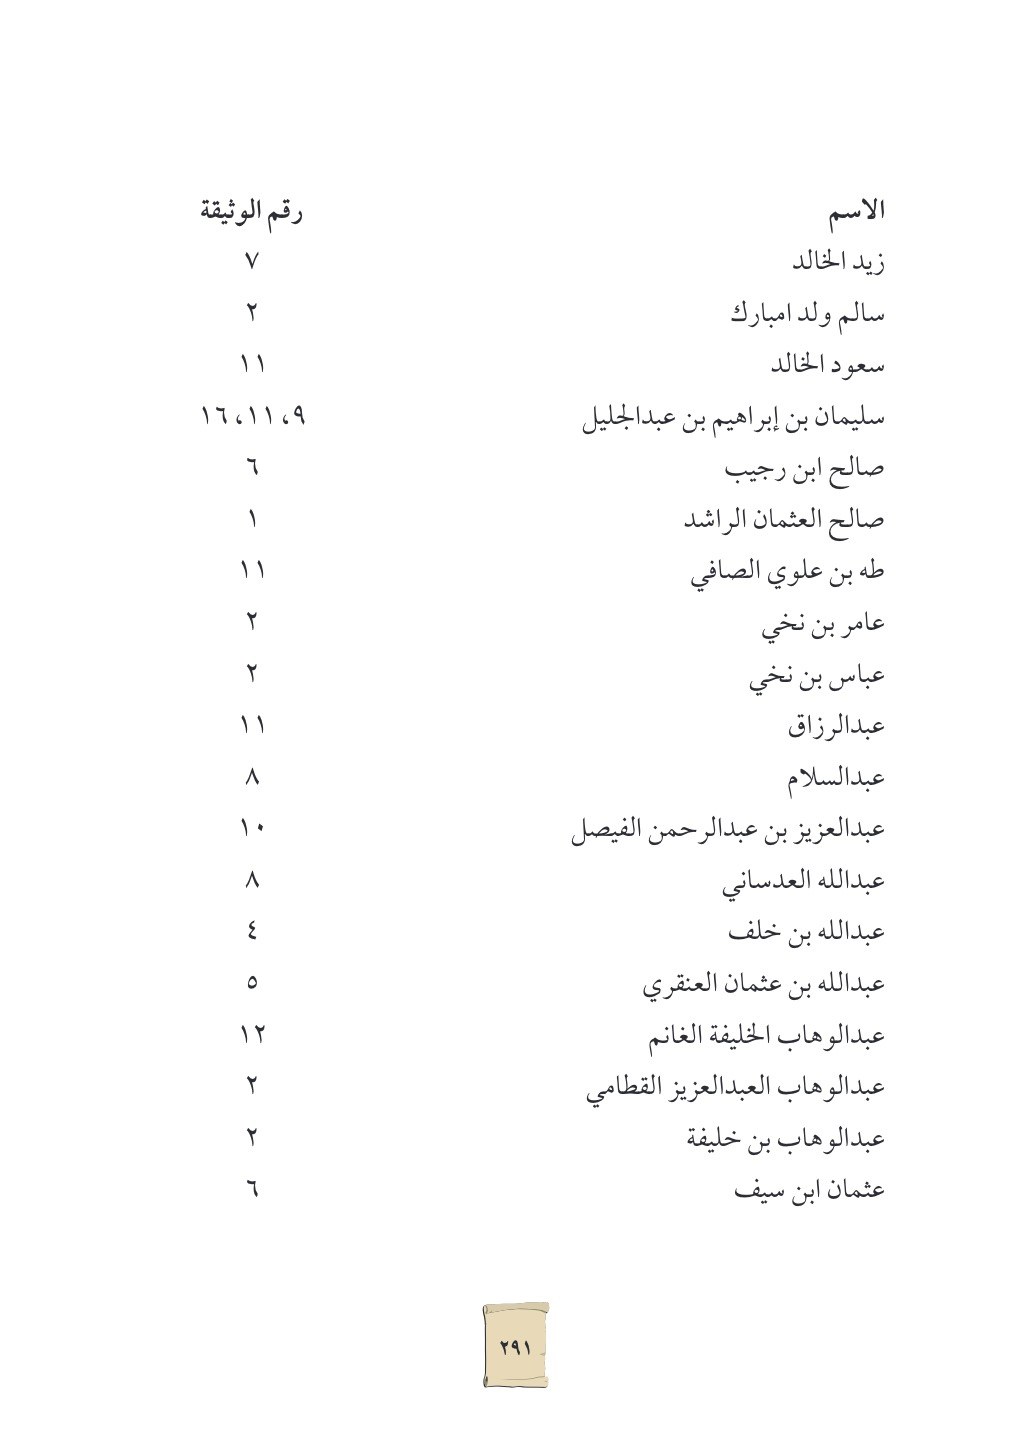 الاسم رقم الوثيقة
زيد الخالد ٧
سالم ولد امبارك ٢
سعود الخالد ١١
سليمان بن إبراهيم بن عبدالجليل ٩، ١١، ١٦
صالح ابن رجيب ٦
صالح العثمان الراشد ١
طه بن علوي الصافي ١١
عامر بن نخي ٢
عباس بن نخي ٢
عبدالرزاق ١١
عبدالسلام ٨
عبدالعزيز بن عبدالرحمن الفيصل ١٠
عبدالله العدساني ٨
عبدالله بن خلف ٤
عبدالله بن عثمان العنقري ٥
عبدالوهاب الخليفة الغانم ١٢
عبدالوهاب العبدالعزيز القطامي ٢
عبدالوهاب بن خليفة ٢
عثمان ابن سيف ٦
٢٩١